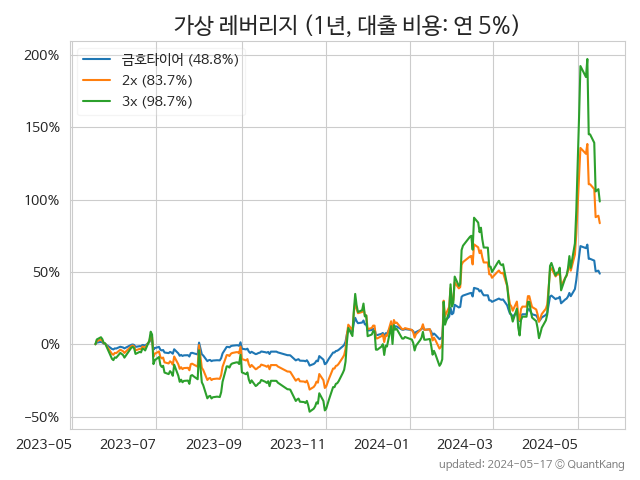 가상 레버리지 (1년, 대출 비용: 연 5%)
금호타이어 (48.8%)
2x (83.7%)
3x (98.7%)
200%
150%
100%
50%
0%
−50%
2023-05 2023-07 2023-09 2023-11 2024-01 2024-03 2024-05
updated: 2024-05-17 © QuantKang